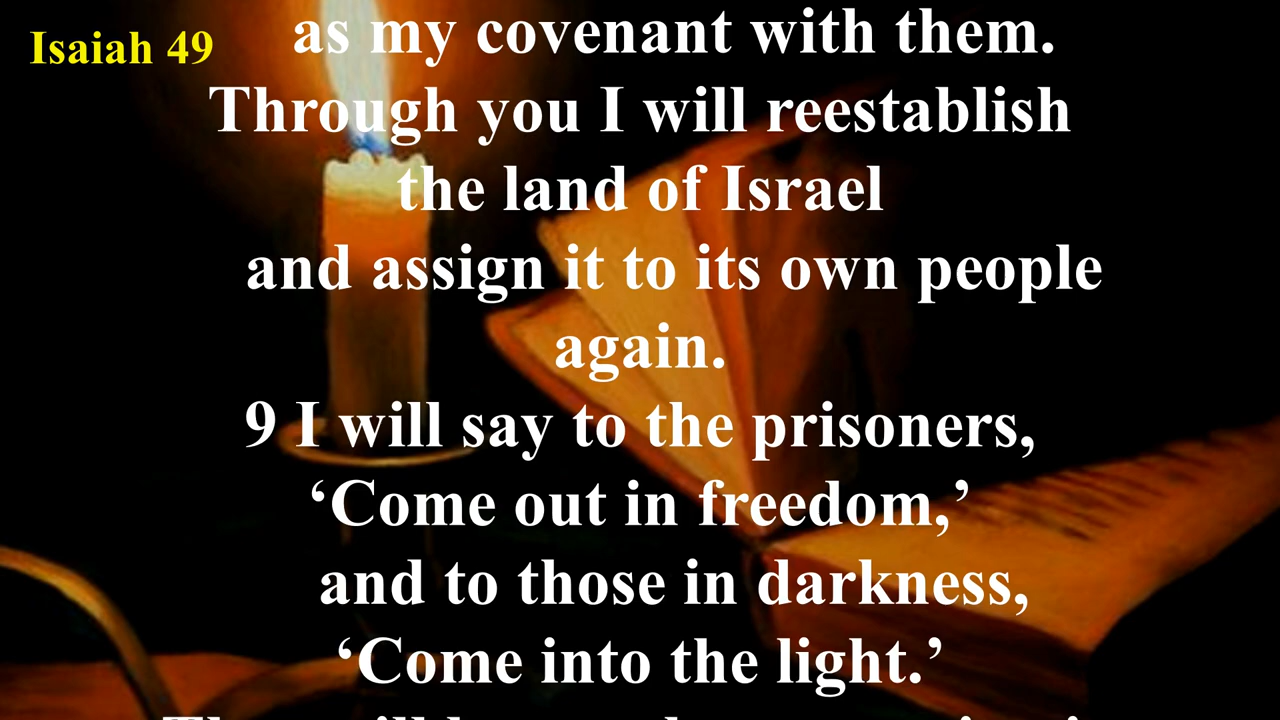 Isaiah 49
as my covenant with them.
Through you I will reestablish
the land of Israel
and assign it to its own people
again.
9 I will say to the prisoners,
‘Come out in freedom,’
and to those in darkness,
‘Come into the light.’